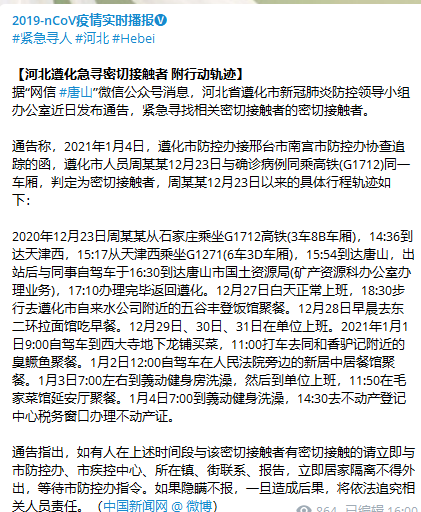 2019-nCoV疫情实时播报
#紧急寻人 #河北 #Hebei
【河北遵化急寻密切接触者 附行动轨迹】
据“网信 #唐山”微信公众号消息，河北省遵化市新冠肺炎防控领导小组
办公室近日发布通告，紧急寻找相关密切接触者的密切接触者。
通告称，2021年1月4日，遵化市防控办接邢台市南宫市防控办协查追
踪的函，遵化市人员周某某12月23日与确诊病例同乘高铁(G1712)同一
车厢，判定为密切接触者，周某某12月23日以来的具体行程轨迹如
下：
2020年12月23日周某某从石家庄乘坐G1712高铁(3车8B车厢)，14:36到
达天津西，15:17从天津西乘坐G1271(6车3D车厢)，15:54到达唐山，出
站后与同事自驾车于16:30到达唐山市国土资源局(矿产资源科办公室办
理业务)，17:10办理完毕返回遵化。12月27日白天正常上班，18:30步
行去遵化市自来水公司附近的五谷丰登饭馆聚餐。12月28日早晨去东
二环拉面馆吃早餐。12月29日、30日、31日在单位上班。2021年1月1
日9:00自驾车到西大寺地下龙铺买菜，11:00打车去同和香驴记附近的
臭鳜鱼聚餐。1月2日12:00自驾车在人民法院旁边的新居中居餐馆聚
餐。1月3日7:00左右到義动健身房洗澡，然后到单位上班，11:50在毛
家菜馆延安厅聚餐。1月4日7:00到義动健身洗澡，14:30去不动产登记
中心税务窗口办理不动产证。
通告指出，如有人在上述时间段与该密切接触者有密切接触的请立即与
市防控办、市疾控中心、所在镇、街联系、报告，立即居家隔离不得外
出，等待市防控办指令。如果隐瞒不报，一旦造成后果，将依法追究相
关人员责任。（中国新闻网 @ 微博）
864 已编辑 16:00